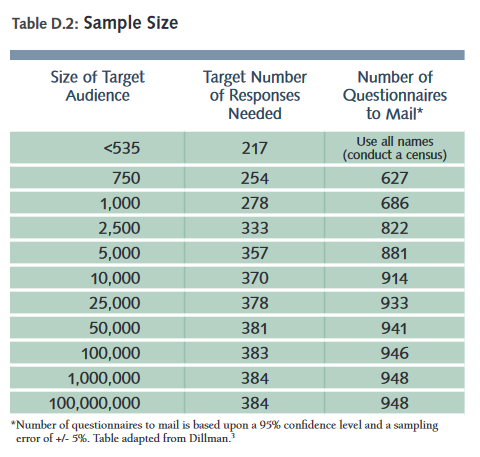 Table D.2: Sample Size
Size of Target Audience Target Number of Responses Needed Number of Questionnaires to Mail*
<535 217 Use all names (conduct a census)
750 254 627
1,000 278 686
2,500 333 822
5,000 357 881
10,000 370 914
25,000 378 933
50,000 381 941
100,000 383 946
1,000,000 384 948
100,000,000 384 948
*Number of questionnaires to mail is based upon a 95% confidence level and a sampling
error of +/- 5%. Table adapted from Dillman.3